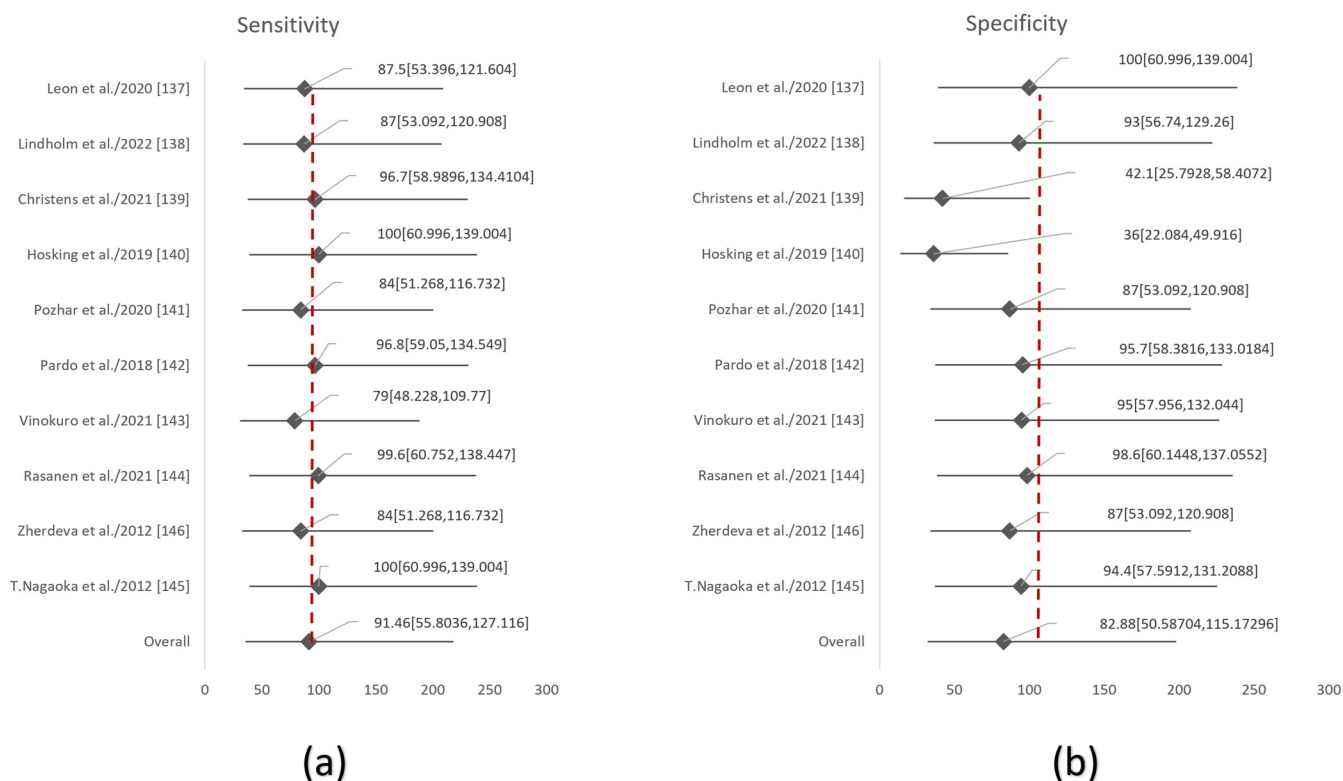 Sensitivity
Leon et al./2020 [137]
87.5[53.396,121.604]
Lindholm et al./2022 [138]
87[53.092,120.908]
Christens et al./2021 [139]
96.7[58.9896,134.4104]
Hosking et al./2019 [140]
100[60.996,139.004]
Pozhar et al./2020 [141]
84[51.268,116.732]
Pardo et al./2018 [142]
96.8[59.05,134.549]
Vinokuro et al./2021 [143]
79[48.228,109.77]
Rasanen et al./2021 [144]
99.6[60.752,138.447]
Zherdeva et al./2012 [146]
84[51.268,116.732]
T.Nagaoka et al./2012 [145]
100[60.996,139.004]
Overall
91.46[55.8036,127.116]
0 50 100 150 200 250 300
(a)
Specificity
Leon et al./2020 [137]
100[60.996,139.004]
Lindholm et al./2022 [138]
93[56.74,129.26]
Christens et al./2021 [139]
42.1[25.7928,58.4072]
Hosking et al./2019 [140]
36[22.084,49.916]
Pozhar et al./2020 [141]
87[53.092,120.908]
Pardo et al./2018 [142]
95.7[58.3816,133.0184]
Vinokuro et al./2021 [143]
95[57.956,132.044]
Rasanen et al./2021 [144]
98.6[60.1448,137.0552]
Zherdeva et al./2012 [146]
87[53.092,120.908]
T.Nagaoka et al./2012 [145]
94.4[57.5912,131.2088]
Overall
82.88[50.58704,115.17296]
0 50 100 150 200 250 300
(b)